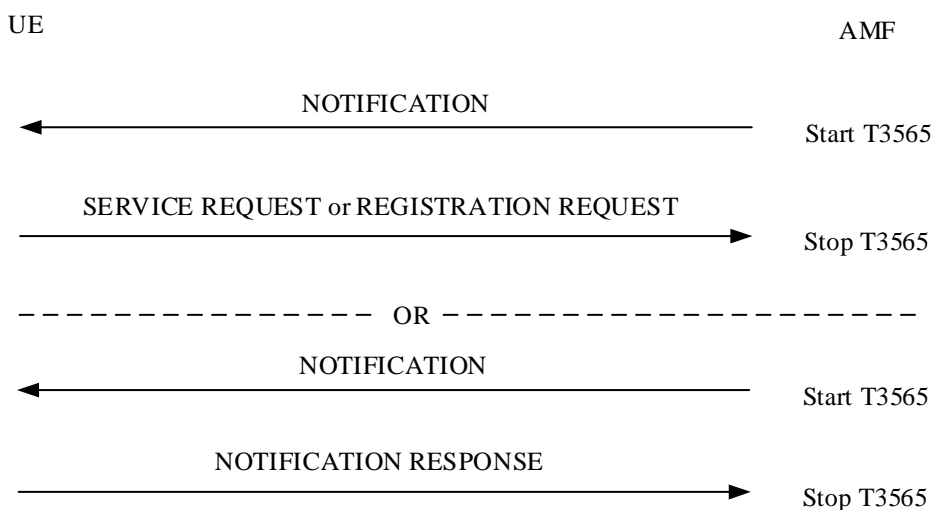 UE
AMF
NOTIFICATION
Start T3565
SERVICE REQUEST or REGISTRATION REQUEST
Stop T3565
OR
NOTIFICATION
Start T3565
NOTIFICATION RESPONSE
Stop T3565